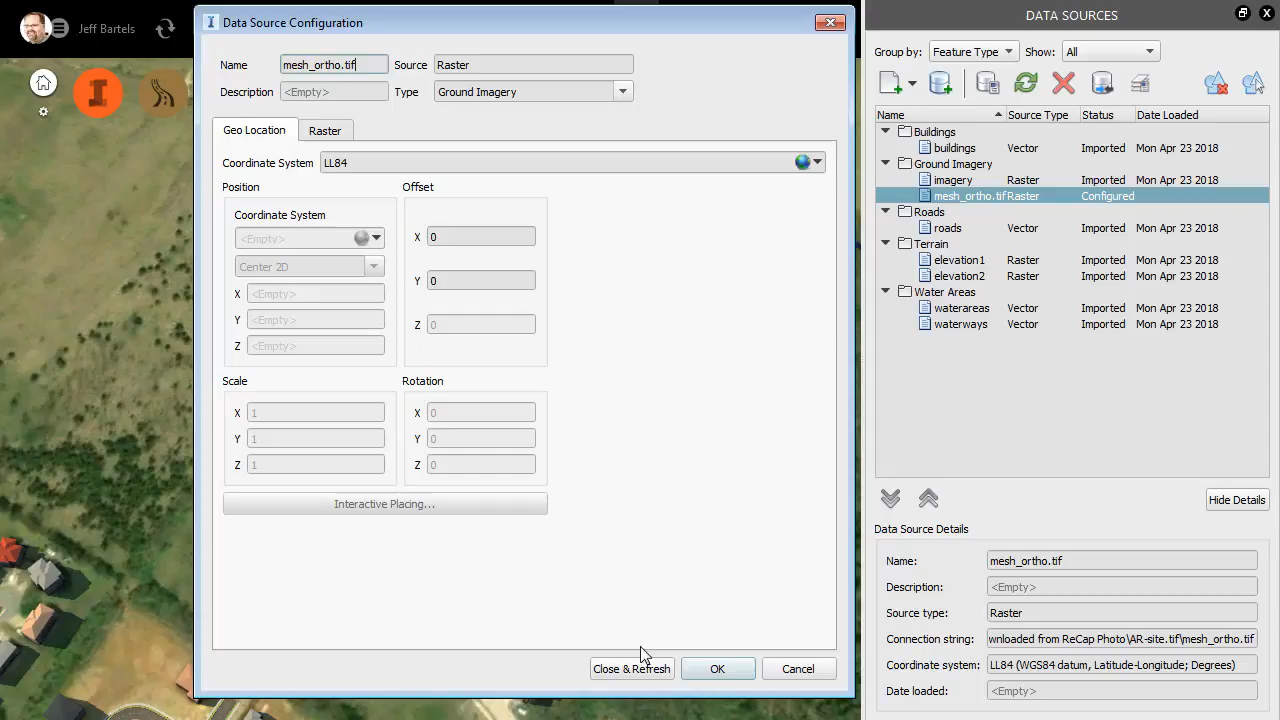 Jeff Bartels
Data Source Configuration
Name mesh_ortho.tif Source Raster
Description <Empty> Type Ground Imagery
Geo Location Raster
Coordinate System LL84
Position Offset
Coordinate System
<Empty>
Center 2D
X <Empty>
Y <Empty>
Z <Empty>
X 0
Y 0
Z 0
Scale Rotation
X 1 X 0
Y 1 Y 0
Z 1 Z 0
Interactive Placing...
Close & Refresh OK Cancel
DATA SOURCES
Group by: Feature Type Show: All
Name Source Type Status Date Loaded
Buildings
buildings Vector Imported Mon Apr 23 2018
Ground Imagery
imagery Raster Imported Mon Apr 23 2018
mesh_ortho.tif Raster Configured
Roads
roads Vector Imported Mon Apr 23 2018
Terrain
elevation1 Raster Imported Mon Apr 23 2018
elevation2 Raster Imported Mon Apr 23 2018
Water Areas
waterareas Vector Imported Mon Apr 23 2018
waterways Vector Imported Mon Apr 23 2018
Hide Details
Data Source Details
Name: mesh_ortho.tif
Description: <Empty>
Source type: Raster
Connection string: wnloaded from ReCap Photo\AR-site.tif\mesh_ortho.tif
Coordinate system: LL84 (WGS84 datum, Latitude-Longitude; Degrees)
Date loaded: <Empty>